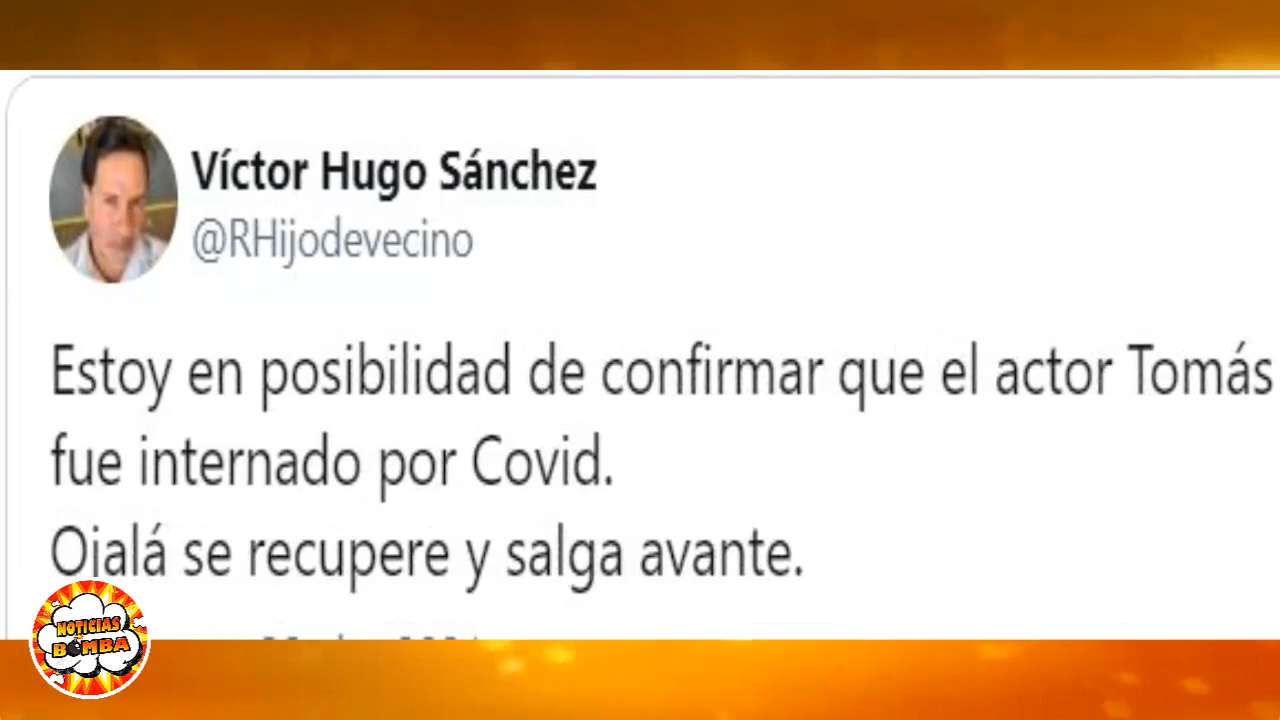 Víctor Hugo Sánchez
@RHijodevecino
Estoy en posibilidad de confirmar que el actor Tomás
fue internado por Covid.
Ojalá se recupere y salga avante.
NOTICIAS
BOMBA